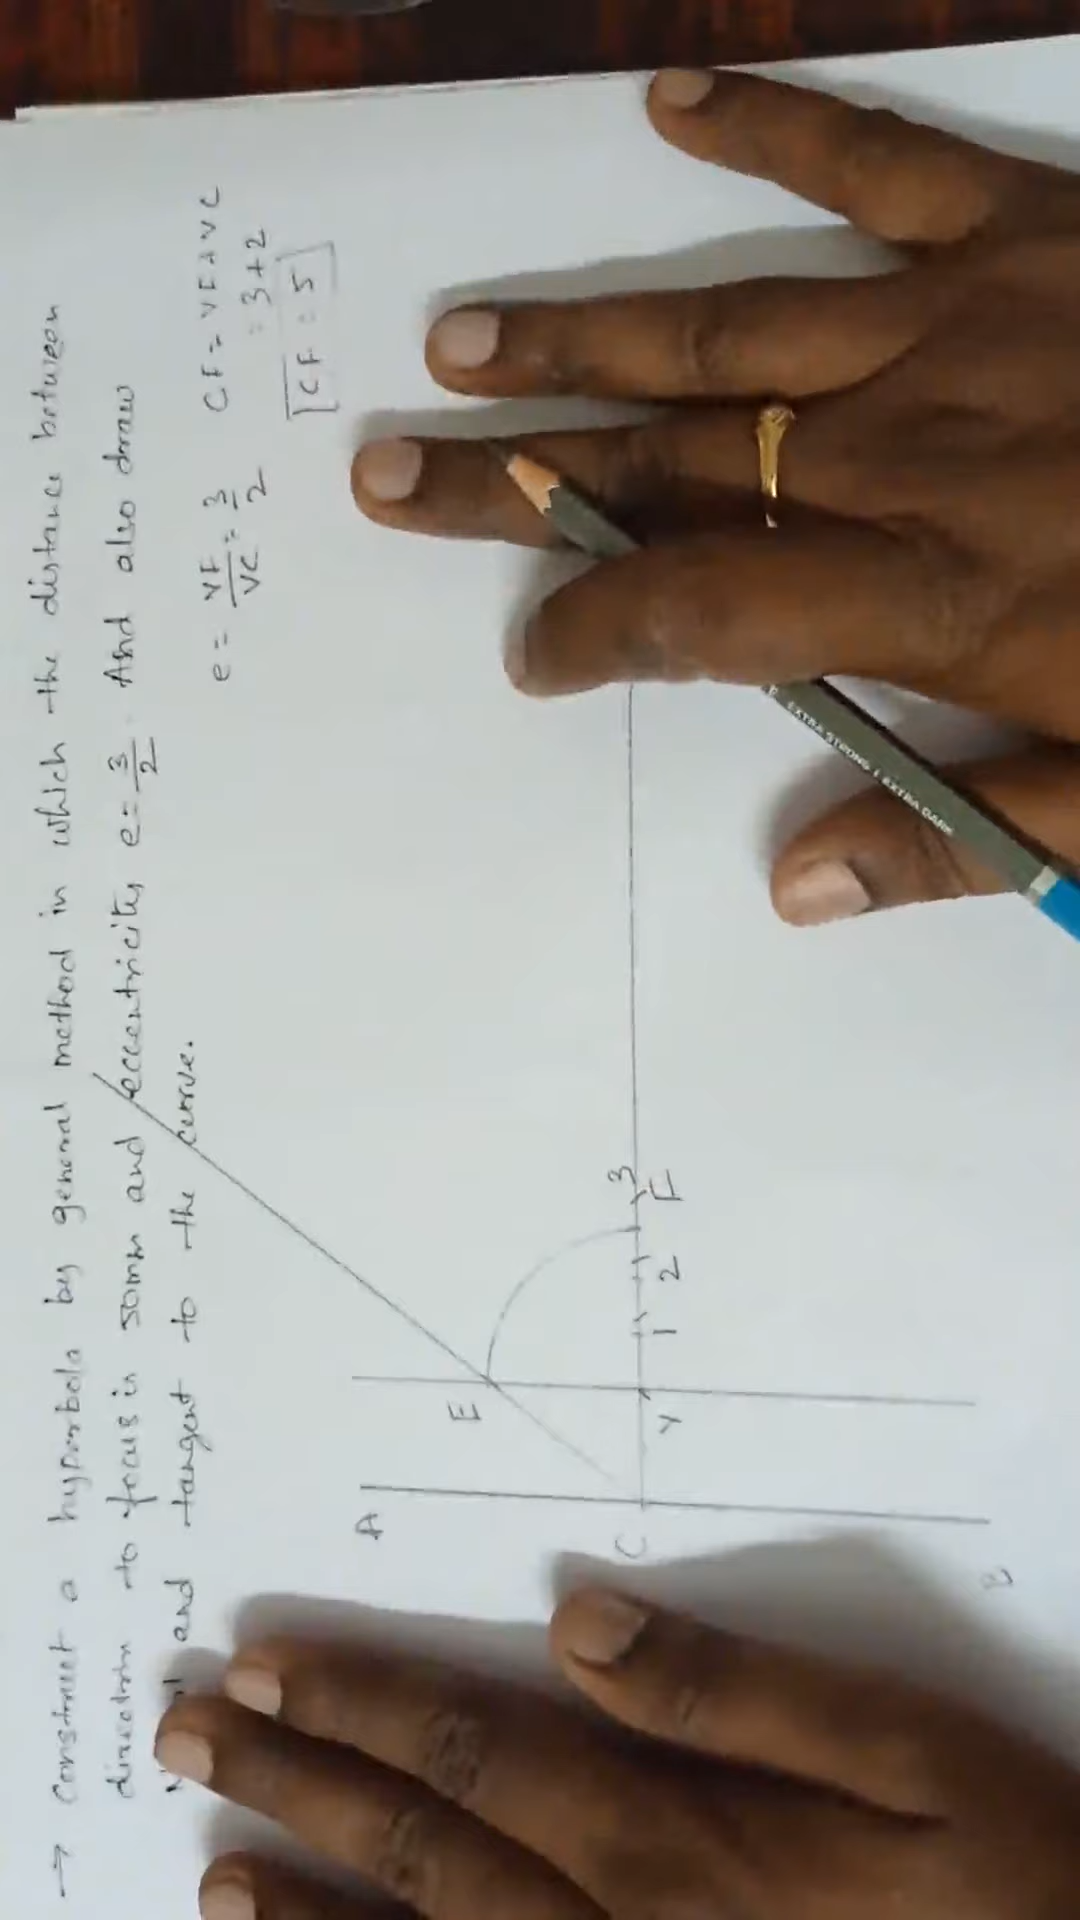 → Construct a hyperbola by general method in which the distance between
directrix to focus is 50mm and eccentricity e = 3/2. And also draw
and tangent to the curve.
e = VF/VC = 3/2
CF = VF + VC
= 3+2
CF = 5
A
E
C
V
1
2
3
F
B
EXTRA STRONG & EXTRA DARK